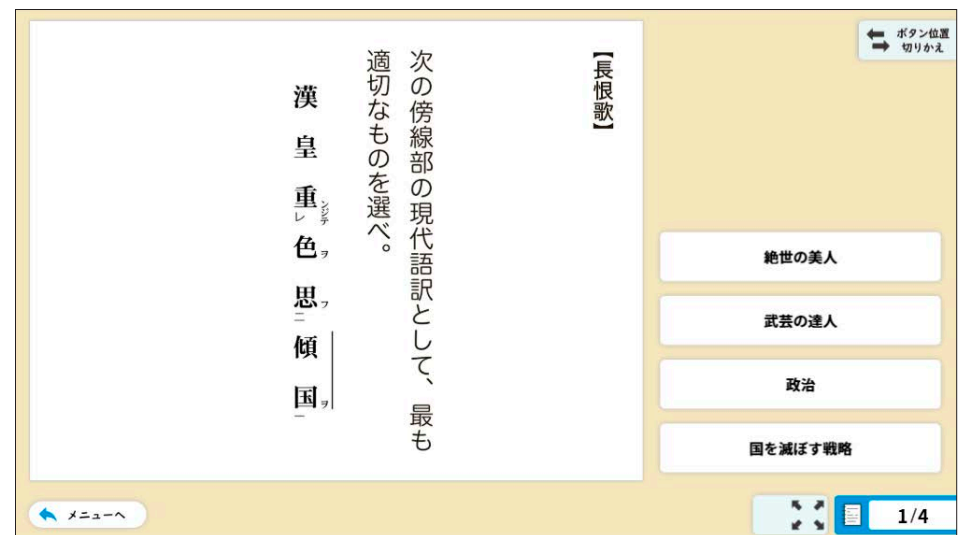 【長恨歌】
次の傍線部の現代語訳として、最も
適切なものを選べ。
漢皇重ンジテレ色ヲ思フ二傾国ヲ一
ボタン位置
切りかえ
絶世の美人
武芸の達人
政治
国を滅ぼす戦略
メニューへ
1/4